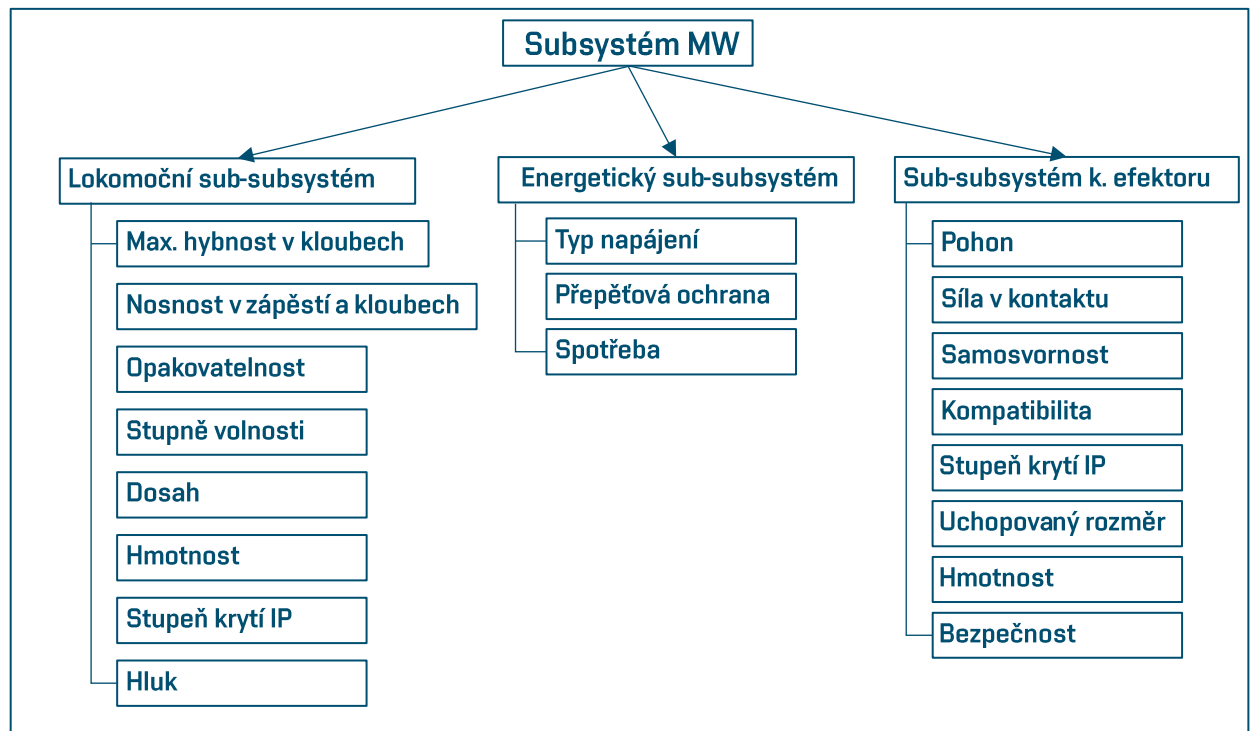 Subsystém MW
Lokomoční sub-subsystém
Max. hybnost v kloubech
Nosnost v zápěstí a kloubech
Opakovatelnost
Stupně volnosti
Dosah
Hmotnost
Stupeň krytí IP
Hluk
Energetický sub-subsystém
Typ napájení
Přepěťová ochrana
Spotřeba
Sub-subsystém k. efektoru
Pohon
Síla v kontaktu
Samosvornost
Kompatibilita
Stupeň krytí IP
Uchopovaný rozměr
Hmotnost
Bezpečnost